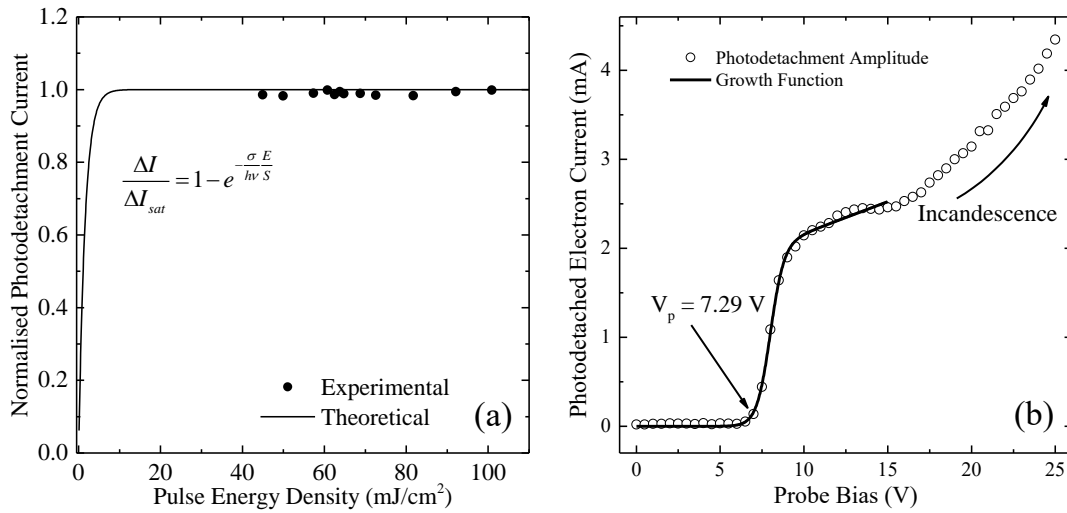 1.2
1.0
0.8
0.6
0.4
0.2
0.0
0 20 40 60 80 100
Normalised Photodetachment Current
Pulse Energy Density (mJ/cm²)
ΔI/ΔI_sat = 1 − e^(−(σ/hν)(E/S))
Experimental
Theoretical
(a)
4
3
2
1
0
0 5 10 15 20 25
Photodetached Electron Current (mA)
Probe Bias (V)
Photodetachment Amplitude
Growth Function
V_p = 7.29 V
Incandescence
(b)